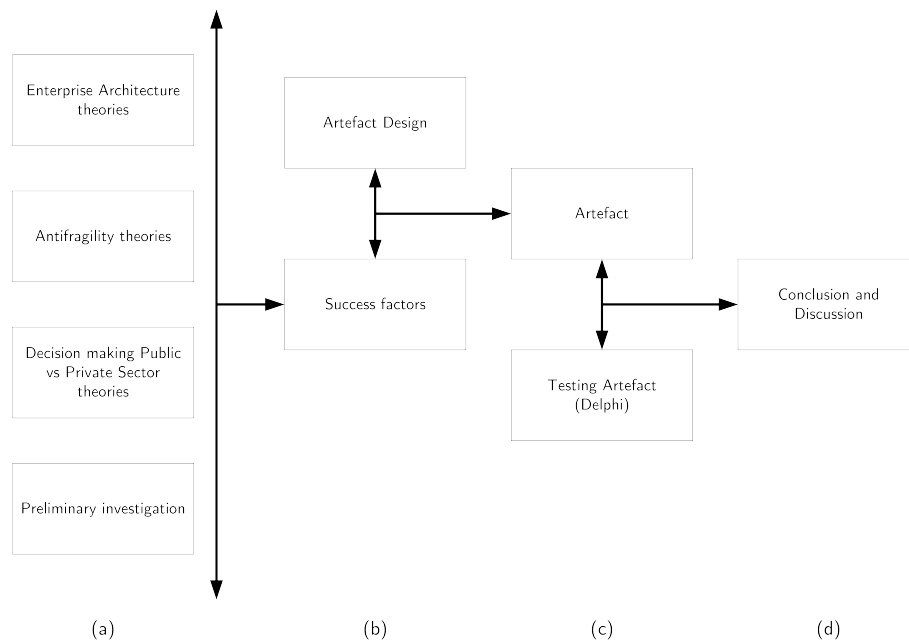 Enterprise Architecture
theories
Antifragility theories
Decision making Public
vs Private Sector
theories
Preliminary investigation
Artefact Design
Success factors
Artefact
Testing Artefact
(Delphi)
Conclusion and
Discussion
(a)
(b)
(c)
(d)